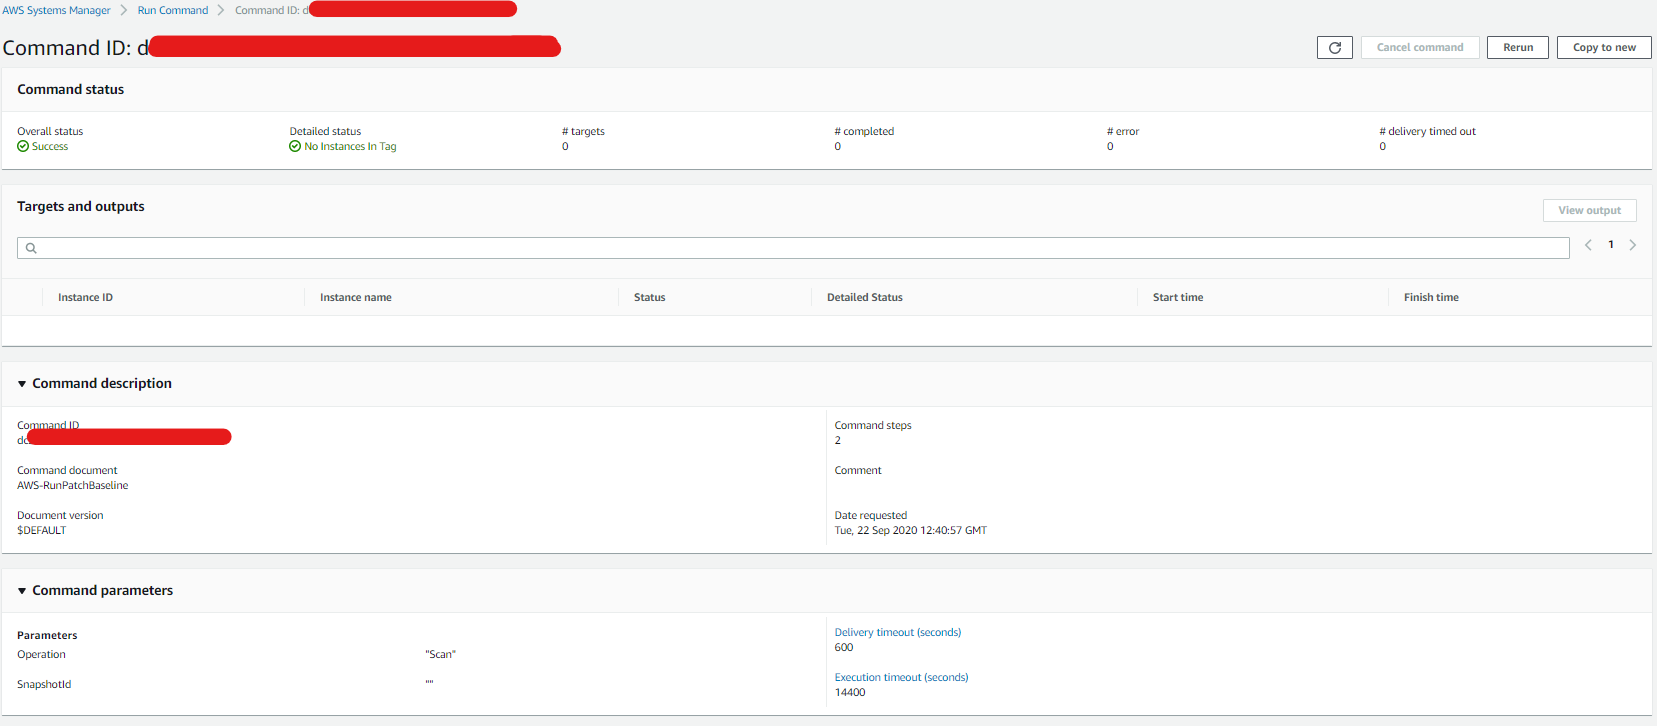 AWS Systems Manager > Run Command > Command ID: d
Command ID: d
Cancel command Rerun Copy to new
Command status
Overall status Detailed status # targets # completed # error # delivery timed out
Success No Instances In Tag 0 0 0 0
Targets and outputs
View output
1
Instance ID Instance name Status Detailed Status Start time Finish time
Command description
Command ID Command steps
2
Command document Comment
AWS-RunPatchBaseline
Document version Date requested
$DEFAULT Tue, 22 Sep 2020 12:40:57 GMT
Command parameters
Parameters Delivery timeout (seconds)
Operation "Scan" 600
SnapshotId "" Execution timeout (seconds)
14400